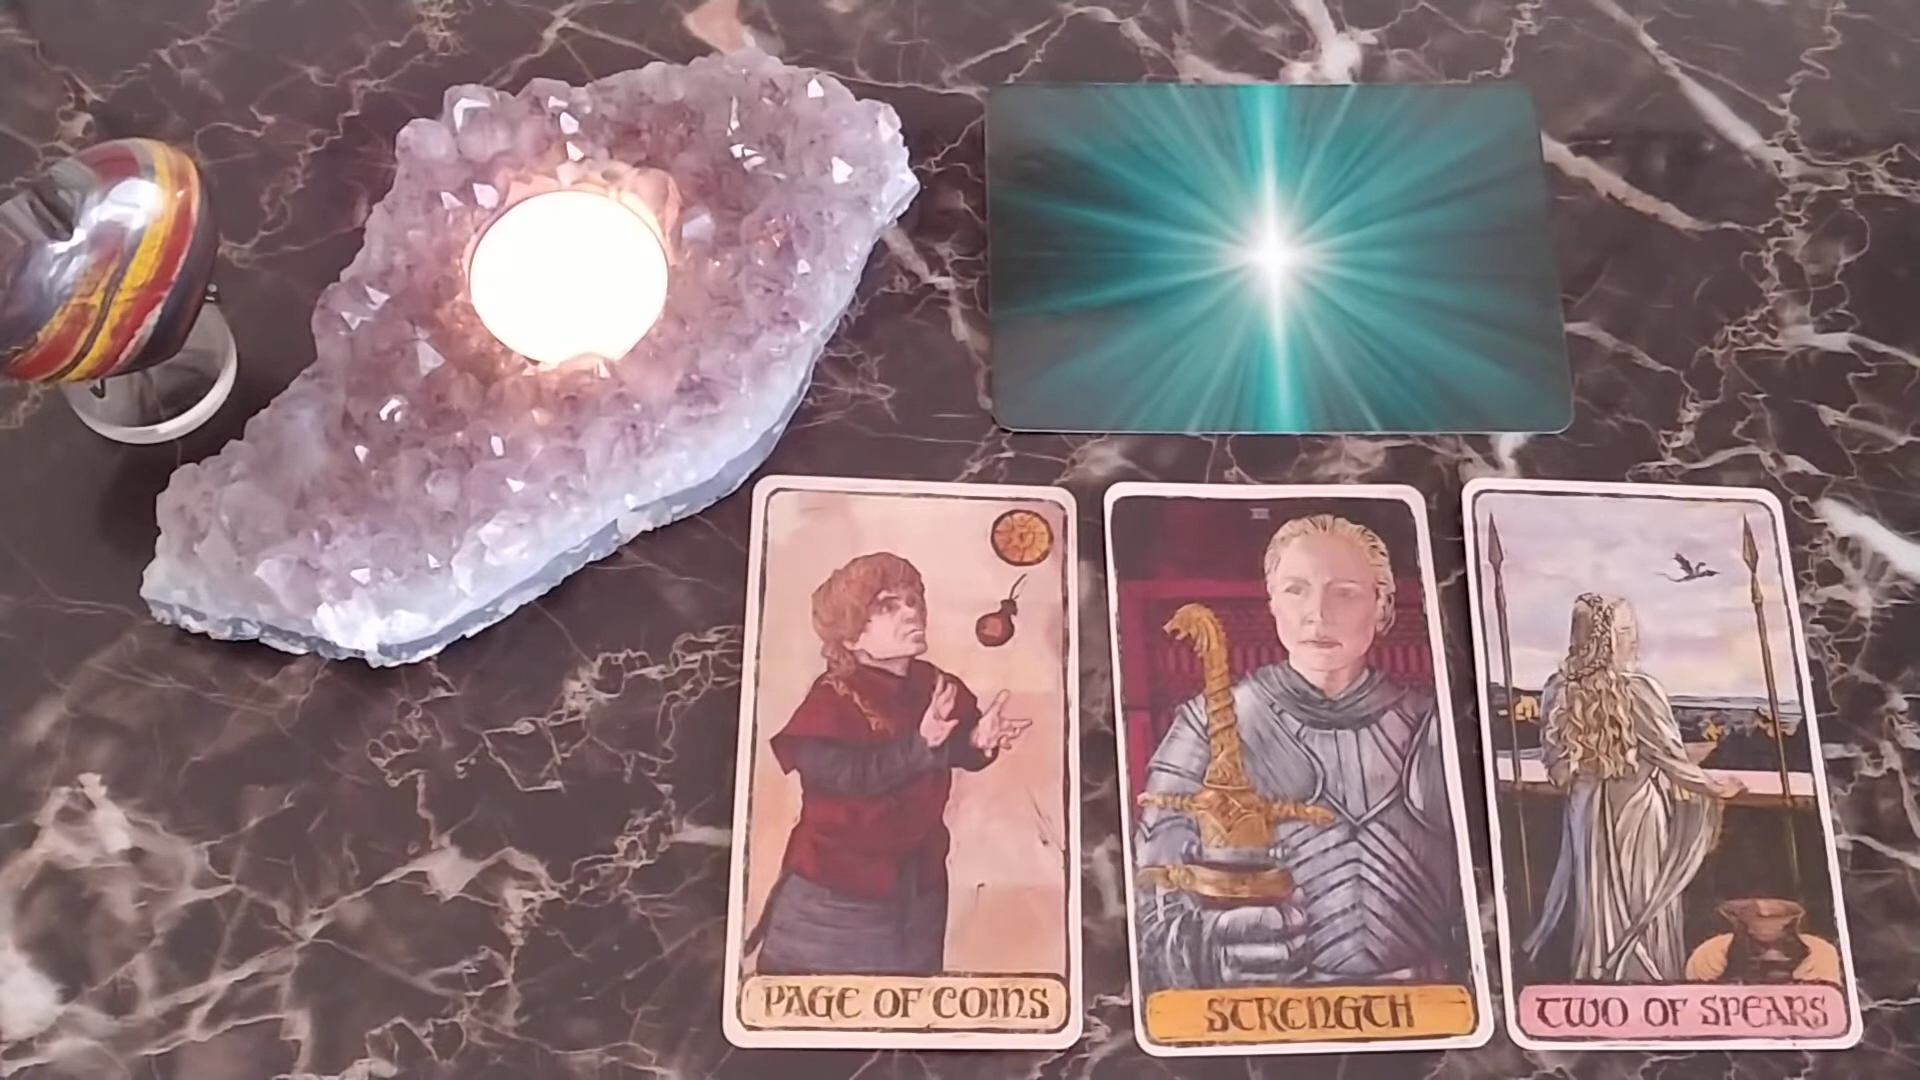 PAGE OF COINS
STRENGTH
TWO OF SPEARS